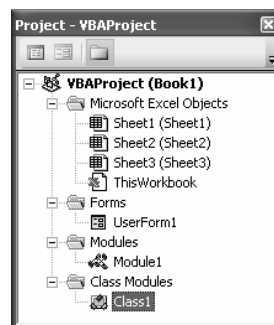 Project - VBAProject
VBAProject (Book1)
Microsoft Excel Objects
Sheet1 (Sheet1)
Sheet2 (Sheet2)
Sheet3 (Sheet3)
ThisWorkbook
Forms
UserForm1
Modules
Module1
Class Modules
Class1